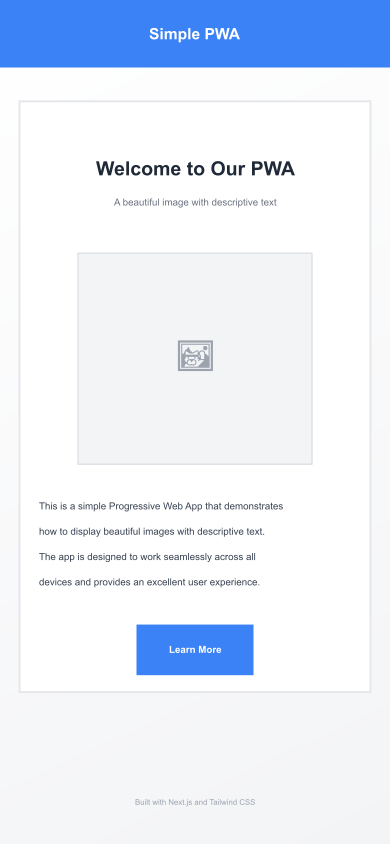 Simple PWA
Welcome to Our PWA
A beautiful image with descriptive text
This is a simple Progressive Web App that demonstrates
how to display beautiful images with descriptive text.
The app is designed to work seamlessly across all
devices and provides an excellent user experience.
Learn More
Built with Next.js and Tailwind CSS